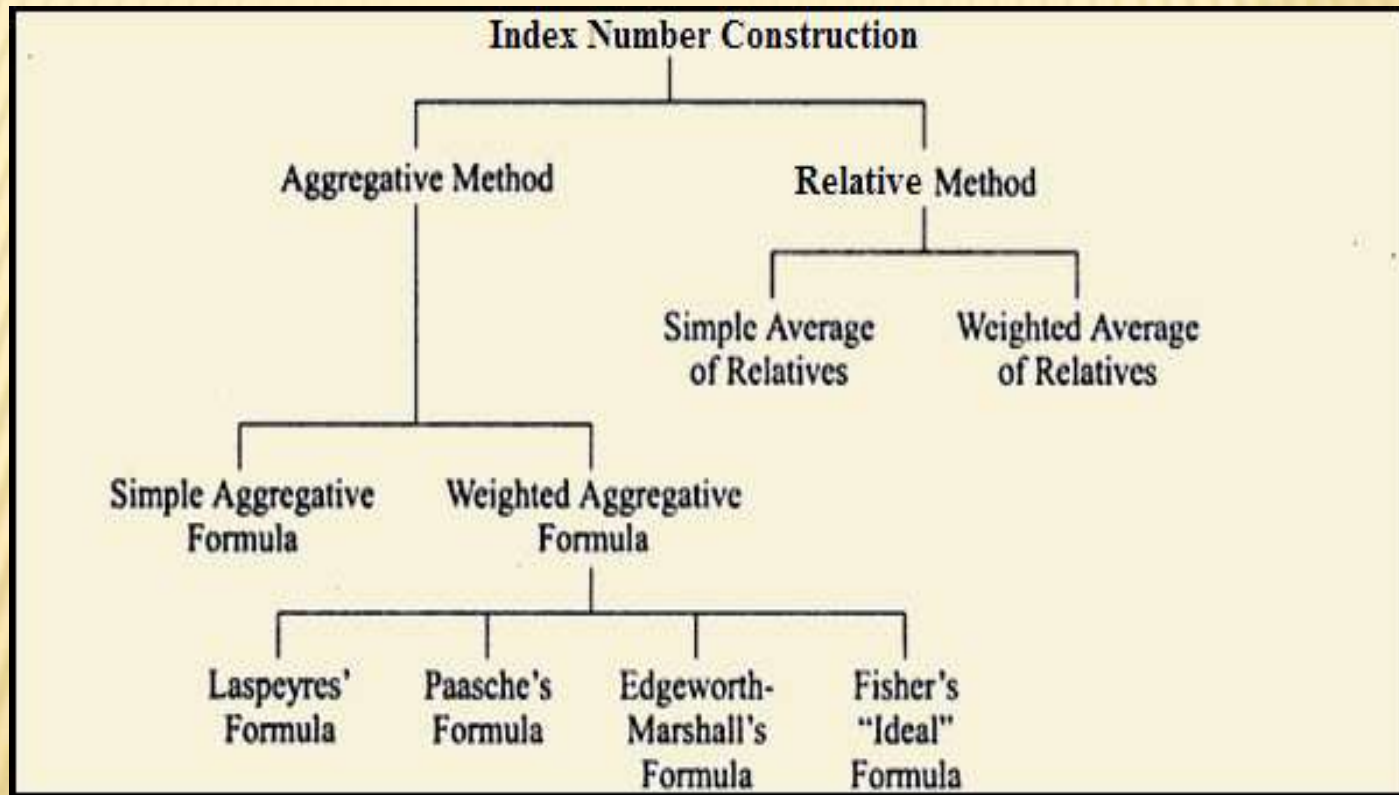 Index Number Construction
Aggregative Method
Relative Method
Simple Average
of Relatives
Weighted Average
of Relatives
Simple Aggregative
Formula
Weighted Aggregative
Formula
Laspeyres'
Formula
Paasche's
Formula
Edgeworth-
Marshall's
Formula
Fisher's
"Ideal"
Formula